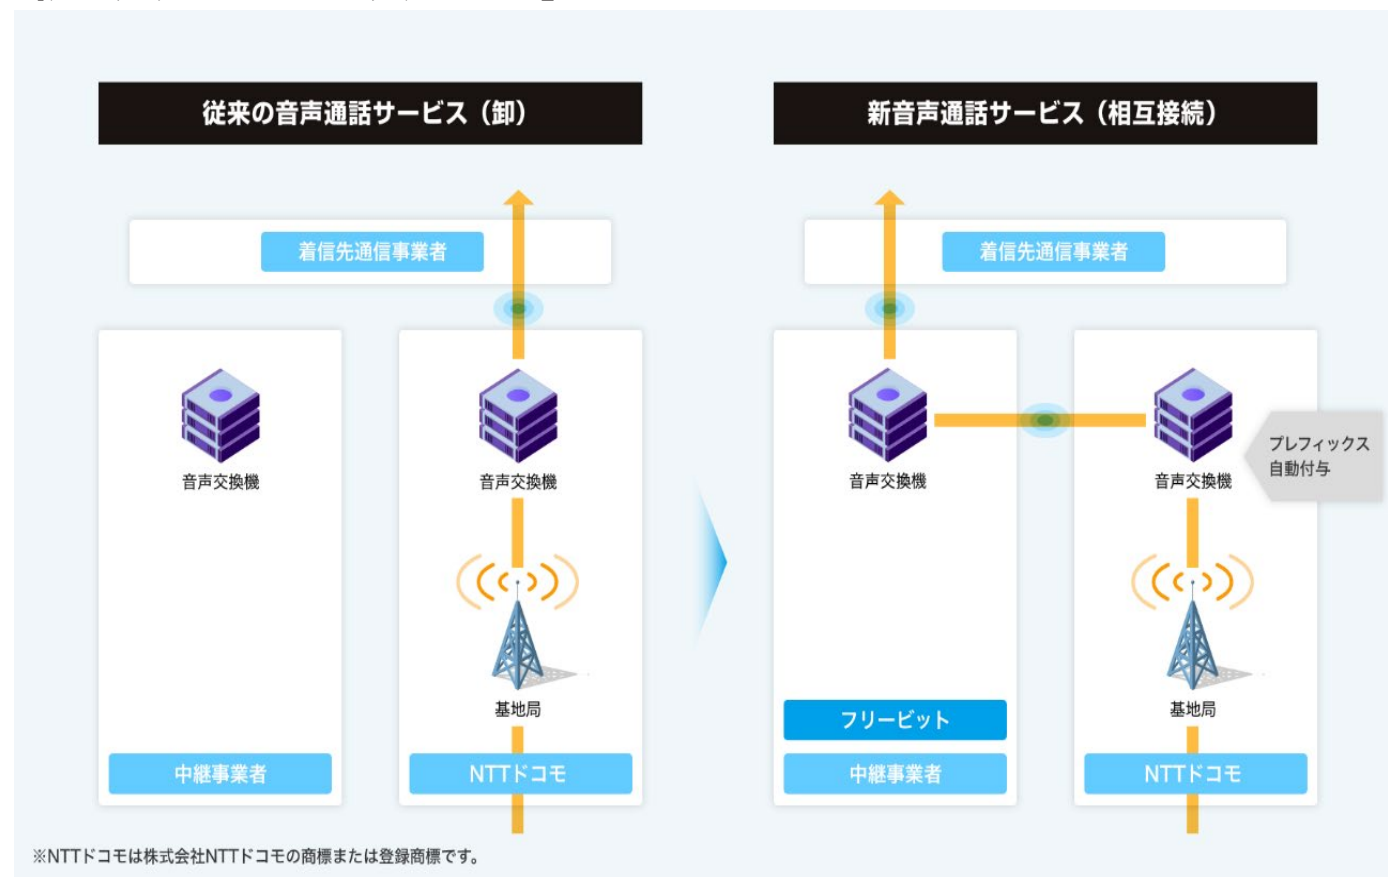 従来の音声通話サービス（卸）
着信先通信事業者
音声交換機
音声交換機
基地局
中継事業者
NTTドコモ
新音声通話サービス（相互接続）
着信先通信事業者
音声交換機
音声交換機
プレフィックス
自動付与
基地局
フリービット
中継事業者
NTTドコモ
※NTTドコモは株式会社NTTドコモの商標または登録商標です。